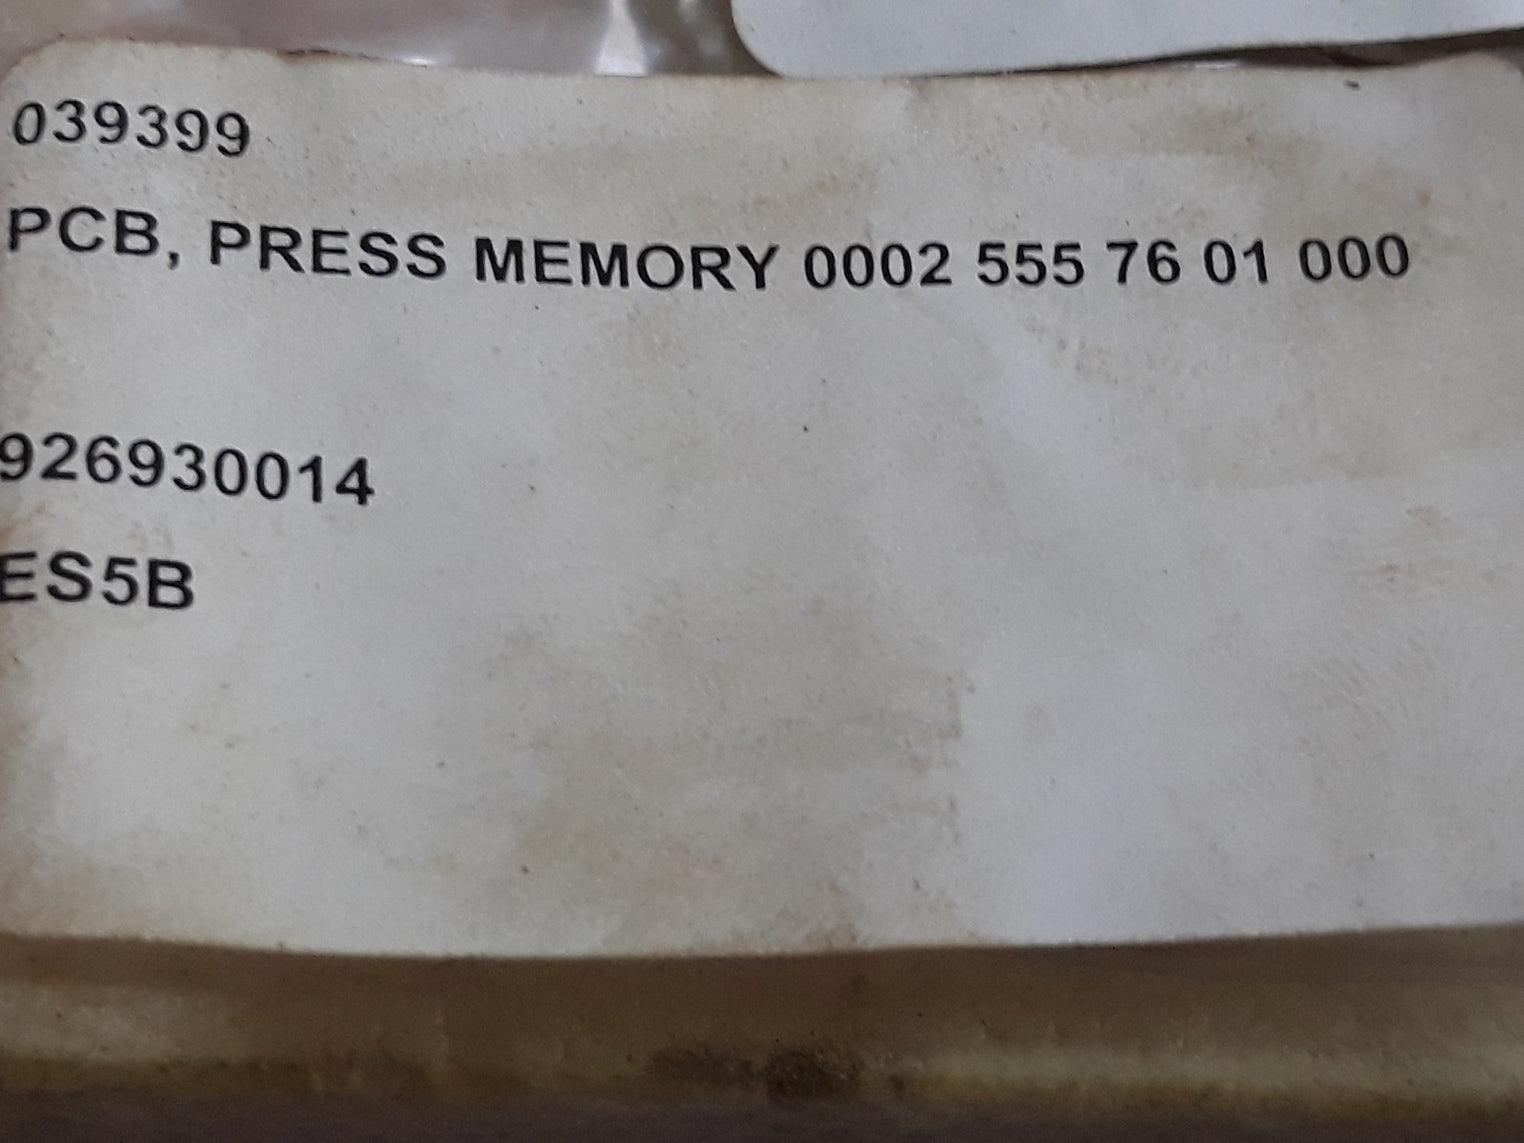 039399
PCB, PRESS MEMORY 0002 555 76 01 000
926930014
ES5B